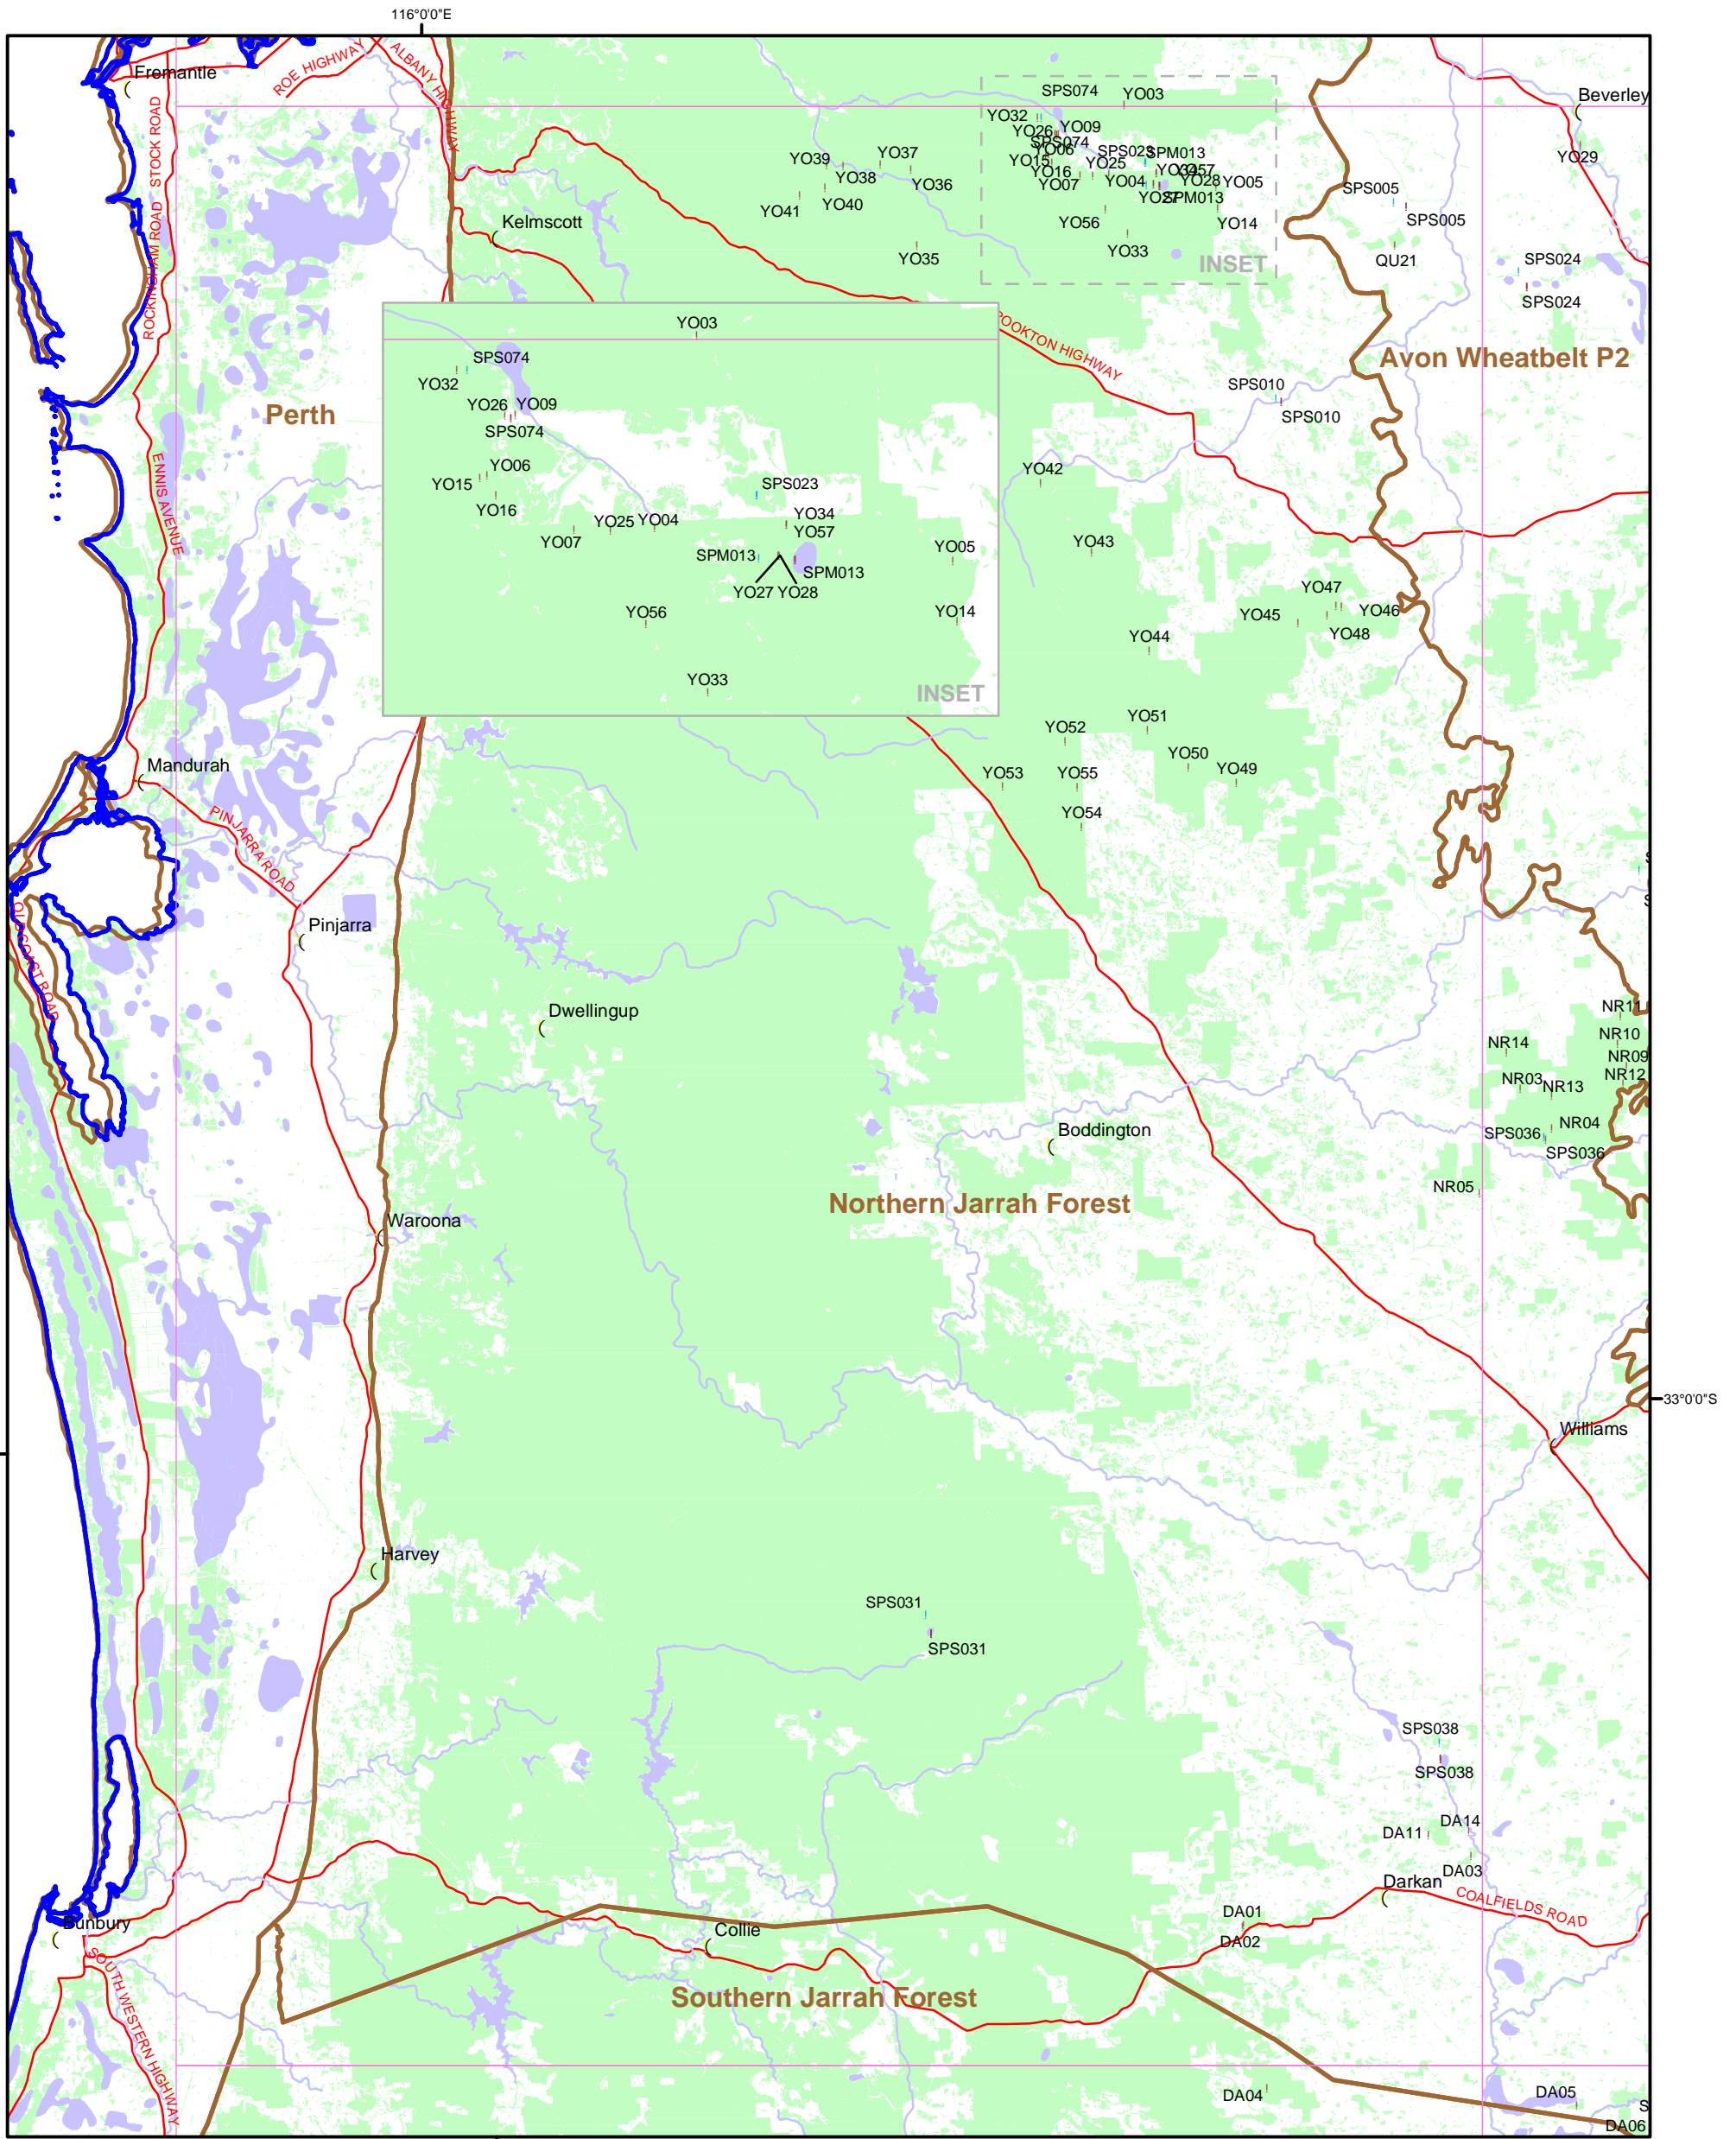 116°0'0"E
Fremantle
ROE HIGHWAY
ALBANY HIGHWAY
STOCK ROAD
ROCKINGHAM ROAD
Kelmscott
SPS074
YO03
YO32
YO26
YO09
SPS074
YO06
YO15
YO16
YO07
YO25
SPS023
SPM013
YO04
YO28
YO05
YO27
SPM013
YO14
YO56
YO33
INSET
Beverley
YO29
YO39
YO37
YO38
YO36
YO41
YO40
YO35
SPS005
SPS005
QU21
SPS024
SPS024
Avon Wheatbelt P2
SPS010
SPS010
Perth
ENNIS AVENUE
YO03
SPS074
YO32
YO26
YO09
SPS074
YO06
YO15
YO16
SPS023
YO25
YO04
YO34
YO07
YO57
SPM013
YO05
SPM013
YO27
YO28
YO56
YO14
YO33
INSET
YO42
YO43
YO47
YO45
YO46
YO48
YO44
YO52
YO51
YO50
YO53
YO55
YO49
YO54
Mandurah
PINJARRA ROAD
OLD COAST ROAD
Pinjarra
Dwellingup
NR11
NR14
NR10
NR09
NR03
NR13
NR12
NR04
SPS036
SPS036
NR05
Boddington
Northern Jarrah Forest
Waroona
33°0'0"S
Williams
Harvey
SPS031
SPS031
SPS038
SPS038
DA14
DA11
DA03
Darkan
COALFIELDS ROAD
DA01
DA02
Bunbury
Collie
SOUTH WESTERN HIGHWAY
Southern Jarrah Forest
DA04
DA05
DA06